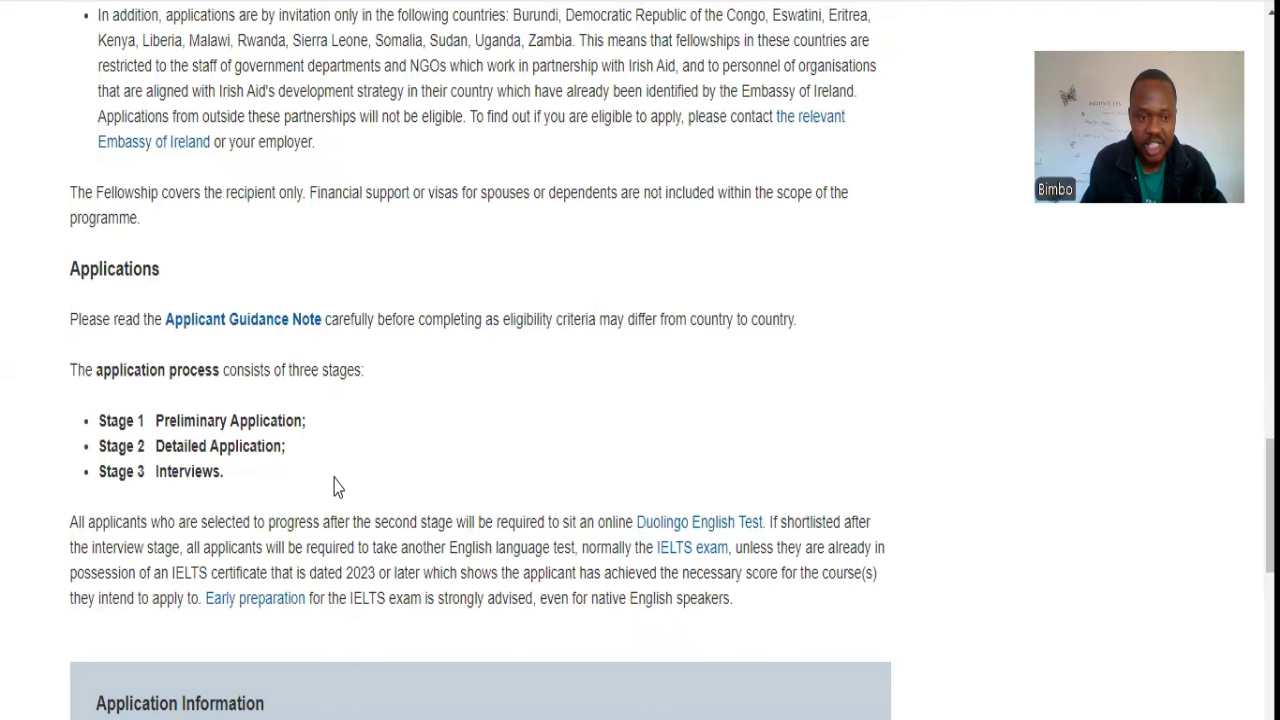 In addition, applications are by invitation only in the following countries: Burundi, Democratic Republic of the Congo, Eswatini, Eritrea,
Kenya, Liberia, Malawi, Rwanda, Sierra Leone, Somalia, Sudan, Uganda, Zambia. This means that fellowships in these countries are
restricted to the staff of government departments and NGOs which work in partnership with Irish Aid, and to personnel of organisations
that are aligned with Irish Aid's development strategy in their country which have already been identified by the Embassy of Ireland.
Applications from outside these partnerships will not be eligible. To find out if you are eligible to apply, please contact the relevant
Embassy of Ireland or your employer.
Bimbo
The Fellowship covers the recipient only. Financial support or visas for spouses or dependents are not included within the scope of the
programme.
Applications
Please read the Applicant Guidance Note carefully before completing as eligibility criteria may differ from country to country.
The application process consists of three stages:
Stage 1 Preliminary Application;
Stage 2 Detailed Application;
Stage 3 Interviews.
All applicants who are selected to progress after the second stage will be required to sit an online Duolingo English Test. If shortlisted after
the interview stage, all applicants will be required to take another English language test, normally the IELTS exam, unless they are already in
possession of an IELTS certificate that is dated 2023 or later which shows the applicant has achieved the necessary score for the course(s)
they intend to apply to. Early preparation for the IELTS exam is strongly advised, even for native English speakers.
Application Information